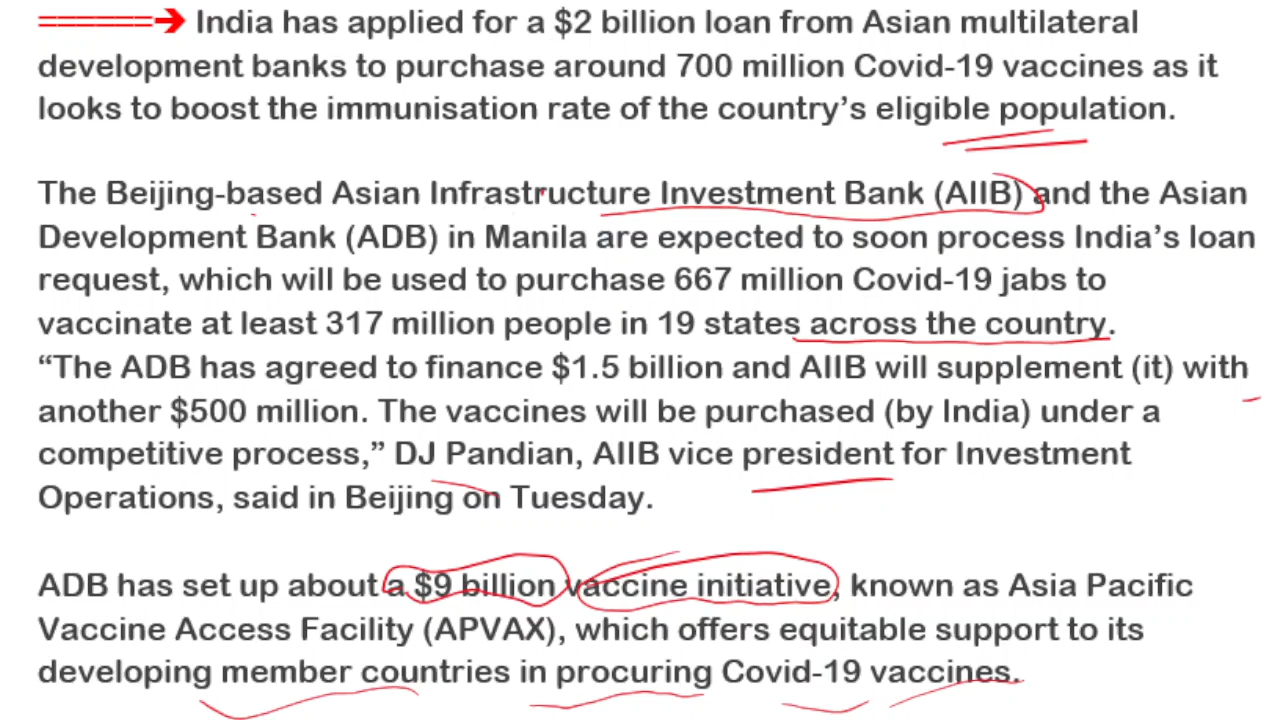 India has applied for a $2 billion loan from Asian multilateral
development banks to purchase around 700 million Covid-19 vaccines as it
looks to boost the immunisation rate of the country’s eligible population.
The Beijing-based Asian Infrastructure Investment Bank (AIIB) and the Asian
Development Bank (ADB) in Manila are expected to soon process India’s loan
request, which will be used to purchase 667 million Covid-19 jabs to
vaccinate at least 317 million people in 19 states across the country.
“The ADB has agreed to finance $1.5 billion and AIIB will supplement (it) with
another $500 million. The vaccines will be purchased (by India) under a
competitive process,” DJ Pandian, AIIB vice president for Investment
Operations, said in Beijing on Tuesday.
ADB has set up about a $9 billion vaccine initiative, known as Asia Pacific
Vaccine Access Facility (APVAX), which offers equitable support to its
developing member countries in procuring Covid-19 vaccines.